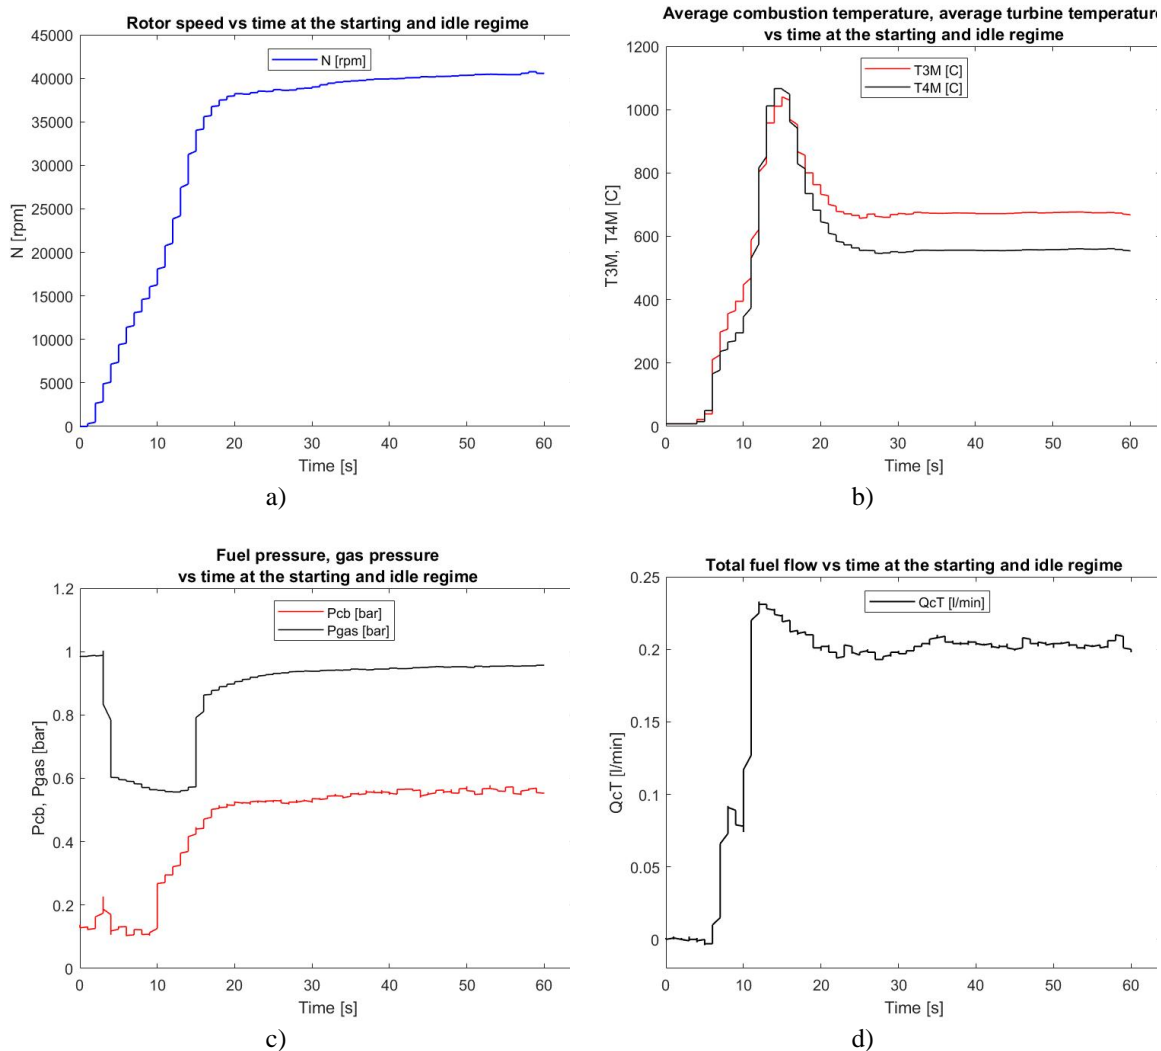 Rotor speed vs time at the starting and idle regime
45000
40000
35000
30000
25000
20000
15000
10000
5000
0
N [rpm]
N [rpm]
0 10 20 30 40 50 60
Time [s]
a)
Average combustion temperature, average turbine temperature
vs time at the starting and idle regime
1200
1000
800
600
400
200
0
T3M, T4M [C]
T3M [C]
T4M [C]
0 10 20 30 40 50 60
Time [s]
b)
Fuel pressure, gas pressure
vs time at the starting and idle regime
1.2
1
0.8
0.6
0.4
0.2
0
Pcb, Pgas [bar]
Pcb [bar]
Pgas [bar]
0 10 20 30 40 50 60
Time [s]
c)
Total fuel flow vs time at the starting and idle regime
0.25
0.2
0.15
0.1
0.05
0
QcT [l/min]
QcT [l/min]
0 10 20 30 40 50 60
Time [s]
d)